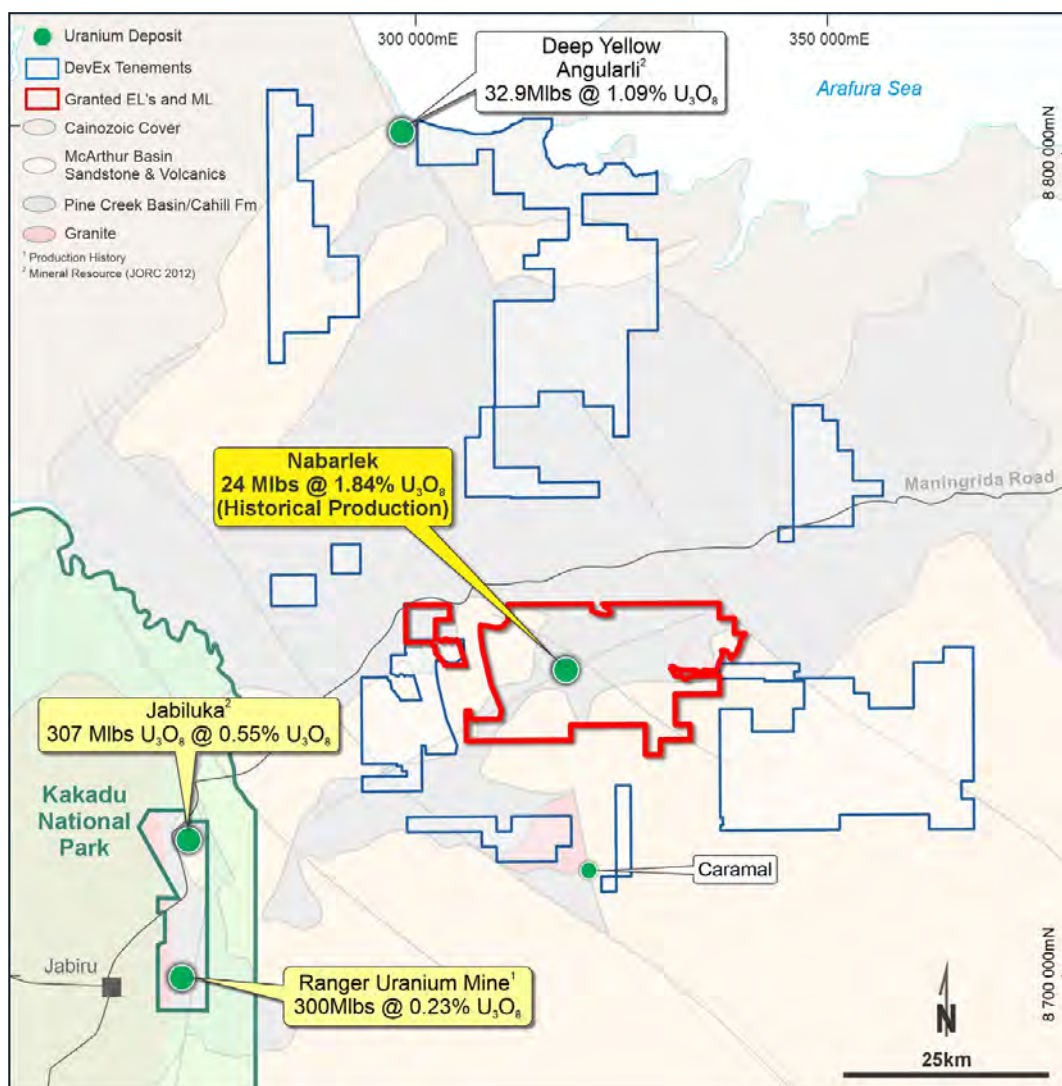 Uranium Deposit
DevEx Tenements
Granted EL's and ML
Cainozoic Cover
McArthur Basin
Sandstone & Volcanics
Pine Creek Basin/Cahill Fm
Granite
¹ Production History
² Mineral Resource (JORC 2012)
300 000mE
350 000mE
Deep Yellow
Angularli²
32.9Mlbs @ 1.09% U₃O₈
Arafura Sea
8 800 000mN
Nabarlek
24 Mlbs @ 1.84% U₃O₈
(Historical Production)
Maningrida Road
Jabiluka²
307 Mlbs U₃O₈ @ 0.55% U₃O₈
Kakadu
National
Park
Caramal
Jabiru
Ranger Uranium Mine¹
300Mlbs @ 0.23% U₃O₈
8 700 000mN
N
25km